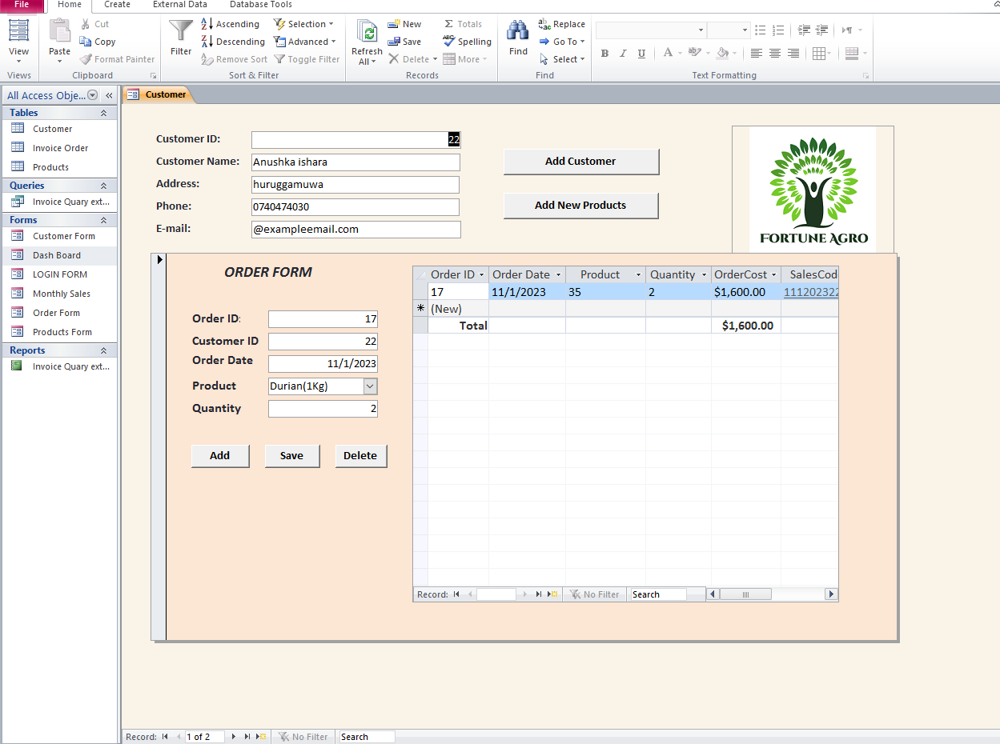 File Home Create External Data Database Tools
View Paste Cut Copy Format Painter Filter Ascending Descending Remove Sort Selection Advanced Toggle Filter Refresh All New Save Delete Totals Spelling More Find Replace Go To Select B I U A
Views Clipboard Sort & Filter Records Find Text Formatting
All Access Obje...
Tables
Customer
Invoice Order
Products
Queries
Invoice Quary ext...
Forms
Customer Form
Dash Board
LOGIN FORM
Monthly Sales
Order Form
Products Form
Reports
Invoice Quary ext...
Customer
Customer ID: 22
Customer Name: Anushka ishara
Address: huruggamuwa
Phone: 0740474030
E-mail: @exampleemail.com
Add Customer
Add New Products
FORTUNE AGRO
ORDER FORM
Order ID: 17
Customer ID 22
Order Date 11/1/2023
Product Durian(1Kg)
Quantity 2
Add Save Delete
Order ID Order Date Product Quantity OrderCost SalesCod
17 11/1/2023 35 2 $1,600.00 111202322
(New)
Total $1,600.00
Record: No Filter Search
Record: 1 of 2 No Filter Search